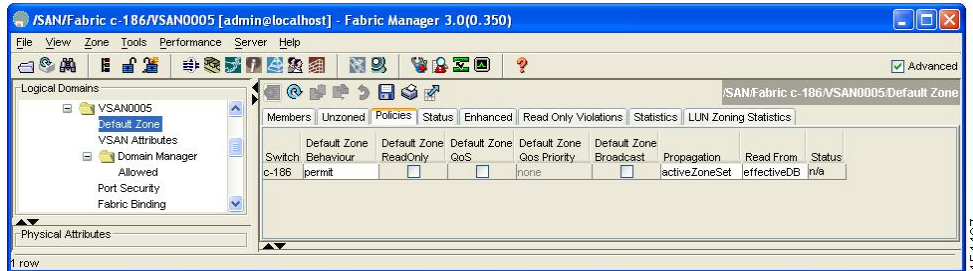 /SAN/Fabric c-186/VSAN0005 [admin@localhost] - Fabric Manager 3.0(0.350)
File View Zone Tools Performance Server Help
Advanced
Logical Domains
VSAN0005
Default Zone
VSAN Attributes
Domain Manager
Allowed
Port Security
Fabric Binding
Physical Attributes
/SAN/Fabric c-186/VSAN0005/Default Zone
Members Unzoned Policies Status Enhanced Read Only Violations Statistics LUN Zoning Statistics
Default Zone Default Zone Default Zone Default Zone Default Zone
Switch Behaviour ReadOnly QoS Qos Priority Broadcast Propagation Read From Status
c-186 permit none activeZoneSet effectiveDB n/a
1 row